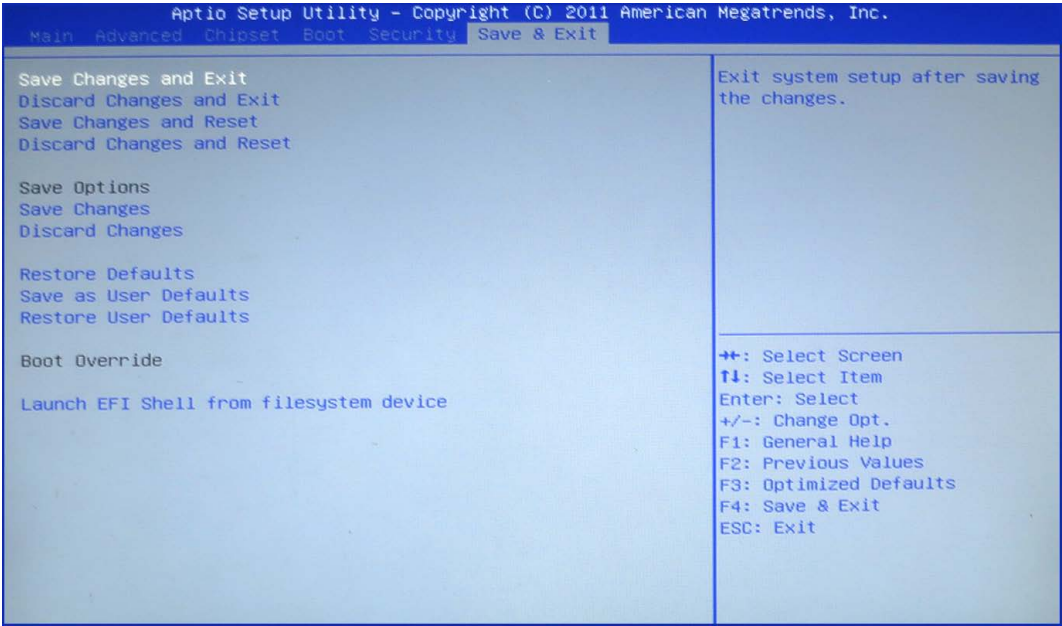 Aptio Setup Utility - Copyright (C) 2011 American Megatrends, Inc.
Main Advanced Chipset Boot Security Save & Exit
Save Changes and Exit
Discard Changes and Exit
Save Changes and Reset
Discard Changes and Reset
Save Options
Save Changes
Discard Changes
Restore Defaults
Save as User Defaults
Restore User Defaults
Boot Override
Launch EFI Shell from filesystem device
Exit system setup after saving
the changes.
→←: Select Screen
↑↓: Select Item
Enter: Select
+/-: Change Opt.
F1: General Help
F2: Previous Values
F3: Optimized Defaults
F4: Save & Exit
ESC: Exit